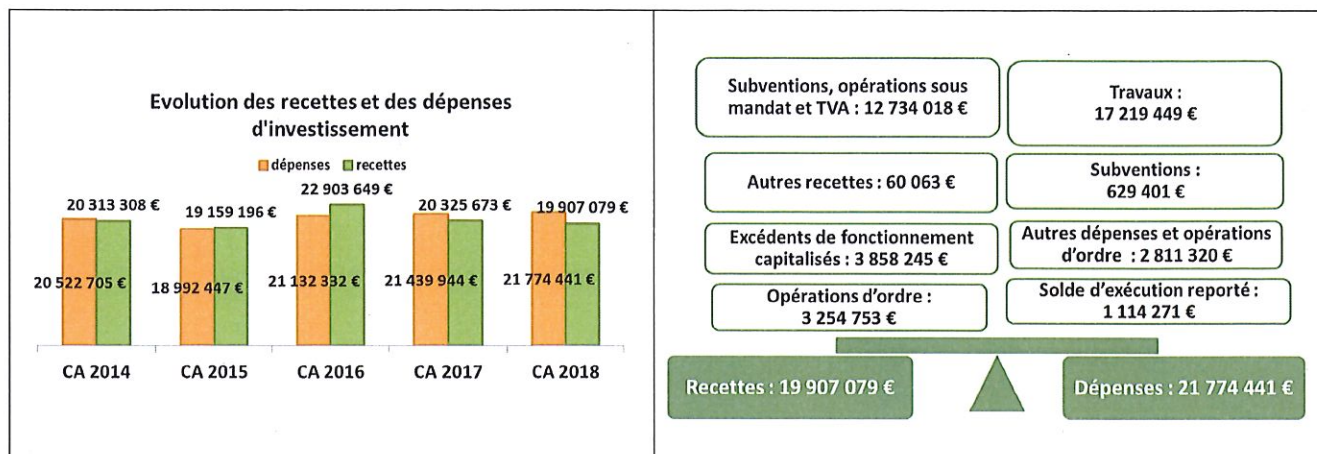 Evolution des recettes et des dépenses
d'investissement
dépenses recettes
20 313 308 €
20 522 705 €
19 159 196 €
18 992 447 €
22 903 649 €
21 132 332 €
20 325 673 €
21 439 944 €
19 907 079 €
21 774 441 €
CA 2014 CA 2015 CA 2016 CA 2017 CA 2018
Subventions, opérations sous
mandat et TVA : 12 734 018 €
Autres recettes : 60 063 €
Excédents de fonctionnement
capitalisés : 3 858 245 €
Opérations d'ordre :
3 254 753 €
Recettes : 19 907 079 €
Travaux :
17 219 449 €
Subventions :
629 401 €
Autres dépenses et opérations
d'ordre : 2 811 320 €
Solde d'exécution reporté :
1 114 271 €
Dépenses : 21 774 441 €